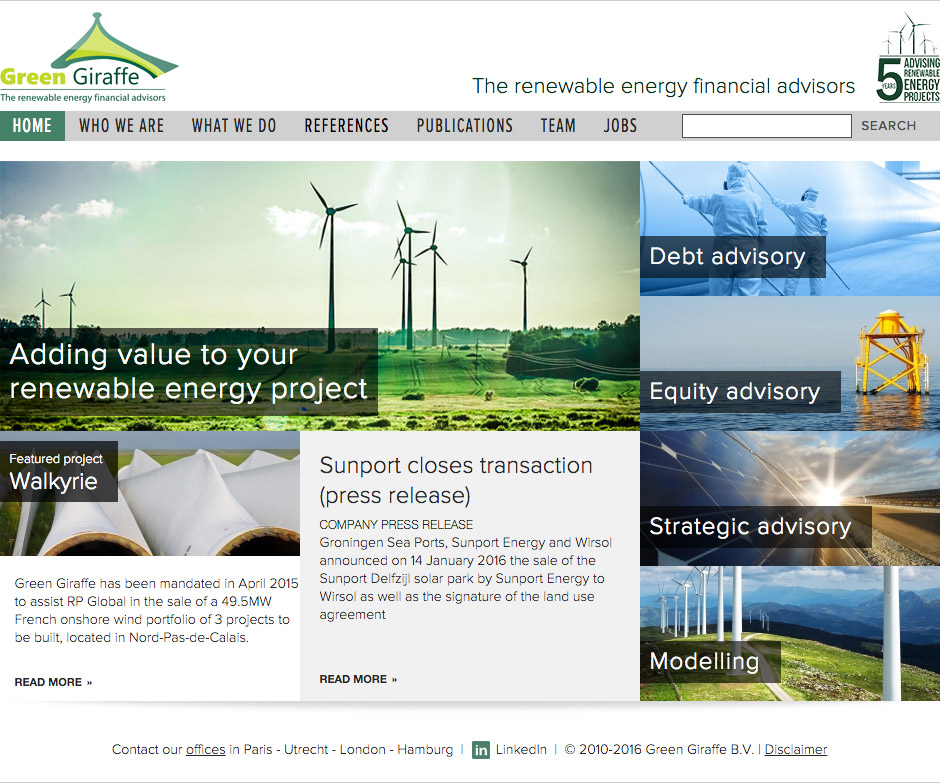 Green Giraffe
The renewable energy financial advisors
The renewable energy financial advisors
5
YEARS
ADVISING
RENEWABLE
ENERGY
PROJECTS
HOME WHO WE ARE WHAT WE DO REFERENCES PUBLICATIONS TEAM JOBS SEARCH
Adding value to your
renewable energy project
Debt advisory
Equity advisory
Strategic advisory
Modelling
Featured project
Walkyrie
Green Giraffe has been mandated in April 2015
to assist RP Global in the sale of a 49.5MW
French onshore wind portfolio of 3 projects to
be built, located in Nord-Pas-de-Calais.
READ MORE »
Sunport closes transaction
(press release)
COMPANY PRESS RELEASE
Groningen Sea Ports, Sunport Energy and Wirsol
announced on 14 January 2016 the sale of the
Sunport Delfzijl solar park by Sunport Energy to
Wirsol as well as the signature of the land use
agreement
READ MORE »
Contact our offices in Paris - Utrecht - London - Hamburg | in LinkedIn | © 2010-2016 Green Giraffe B.V. | Disclaimer